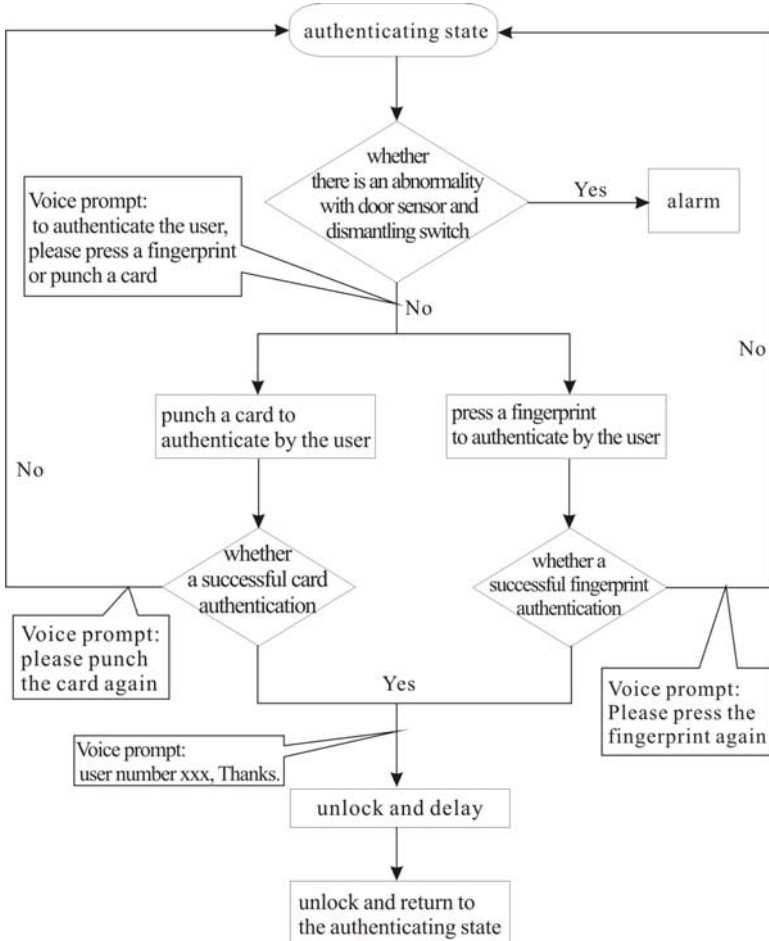 authenticating state
whether
there is an abnormality
with door sensor and
dismantling switch
Yes
alarm
Voice prompt:
to authenticate the user,
please press a fingerprint
or punch a card
No
No
punch a card to
authenticate by the user
press a fingerprint
to authenticate by the user
No
whether
a successful card
authentication
whether a
successful fingerprint
authentication
Voice prompt:
please punch
the card again
Yes
Voice prompt:
Please press the
fingerprint again
Voice prompt:
user number xxx, Thanks.
unlock and delay
unlock and return to
the authenticating state